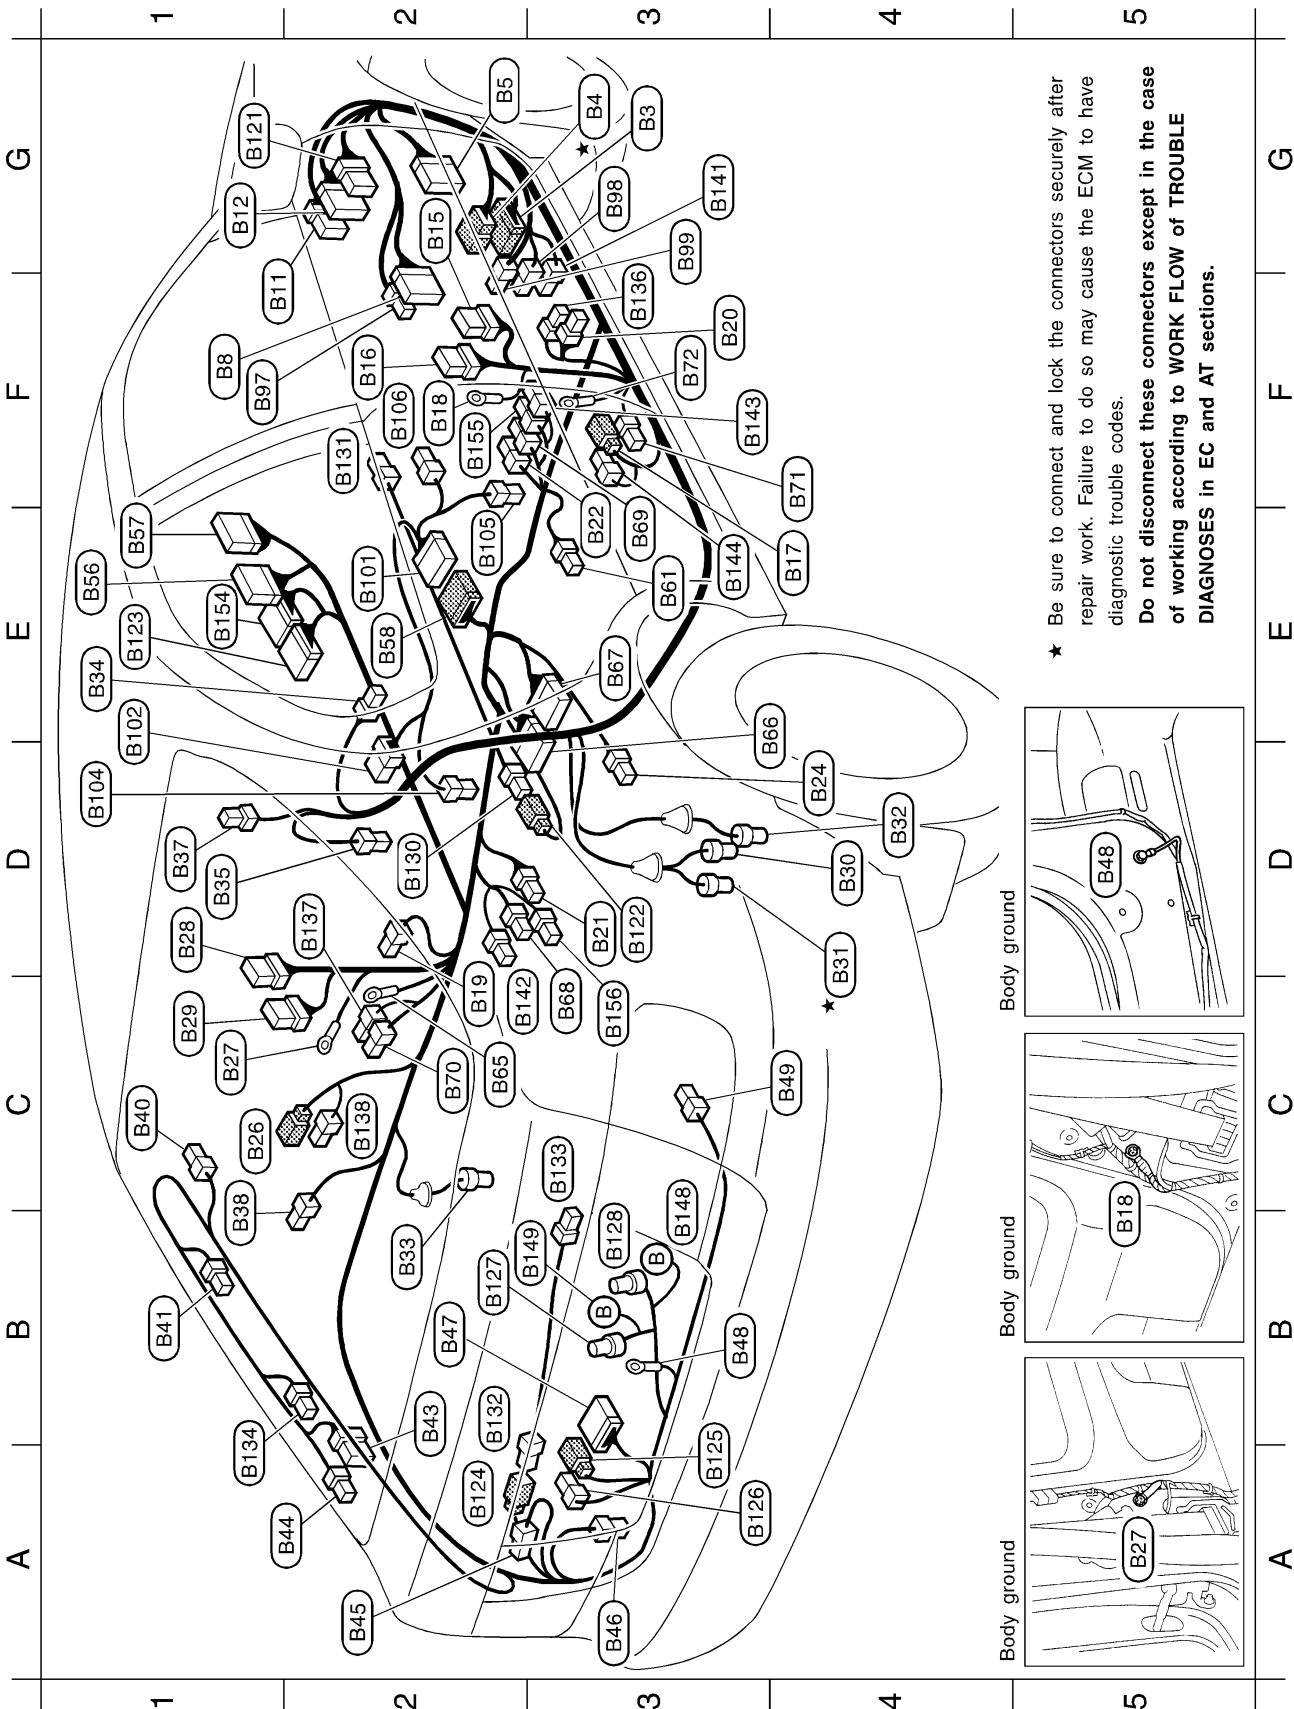 1
2
3
4
5
G
F
E
D
C
B
A
G
F
E
D
C
B
A
1
2
3
4
5
B121
B12
B11
B5
B4
★
B3
B98
B141
B15
B99
B136
B20
B8
B97
B16
B106
B18
B155
B72
B143
B131
B71
B22
B69
B144
B17
B57
B56
B154
B123
B101
B105
B58
B61
B34
B102
B67
B66
B104
B24
B37
B35
B130
B32
B30
B28
B137
B21
B122
B31
★
B29
B27
B19
B142
B68
B156
B70
B65
B40
B26
B138
B49
B38
B133
B33
B41
B149
B128
B148
B127
B
B
B47
B48
B134
B43
B132
B44
B124
B125
B126
B45
B46
★ Be sure to connect and lock the connectors securely after
repair work. Failure to do so may cause the ECM to have
diagnostic trouble codes.
Do not disconnect these connectors except in the case
of working according to WORK FLOW of TROUBLE
DIAGNOSES in EC and AT sections.
Body ground
B27
Body ground
B18
Body ground
B48